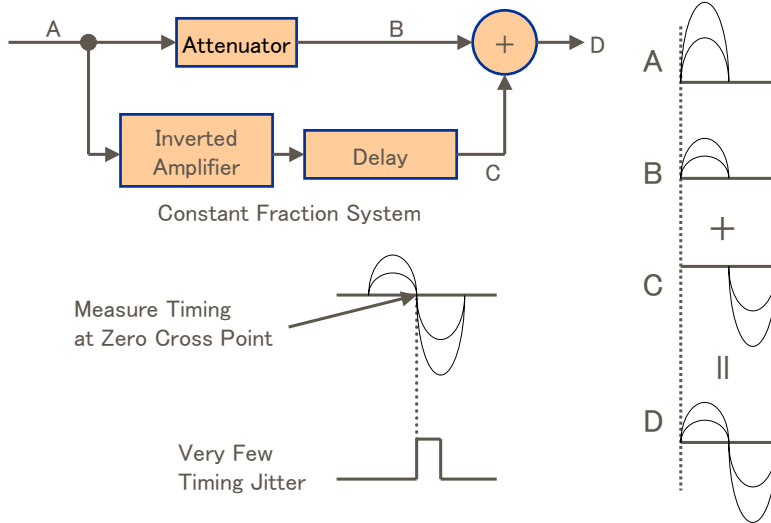 A
Attenuator
B
+
D
Inverted
Amplifier
Delay
C
Constant Fraction System
Measure Timing
at Zero Cross Point
Very Few
Timing Jitter
A
B
+
C
=
D